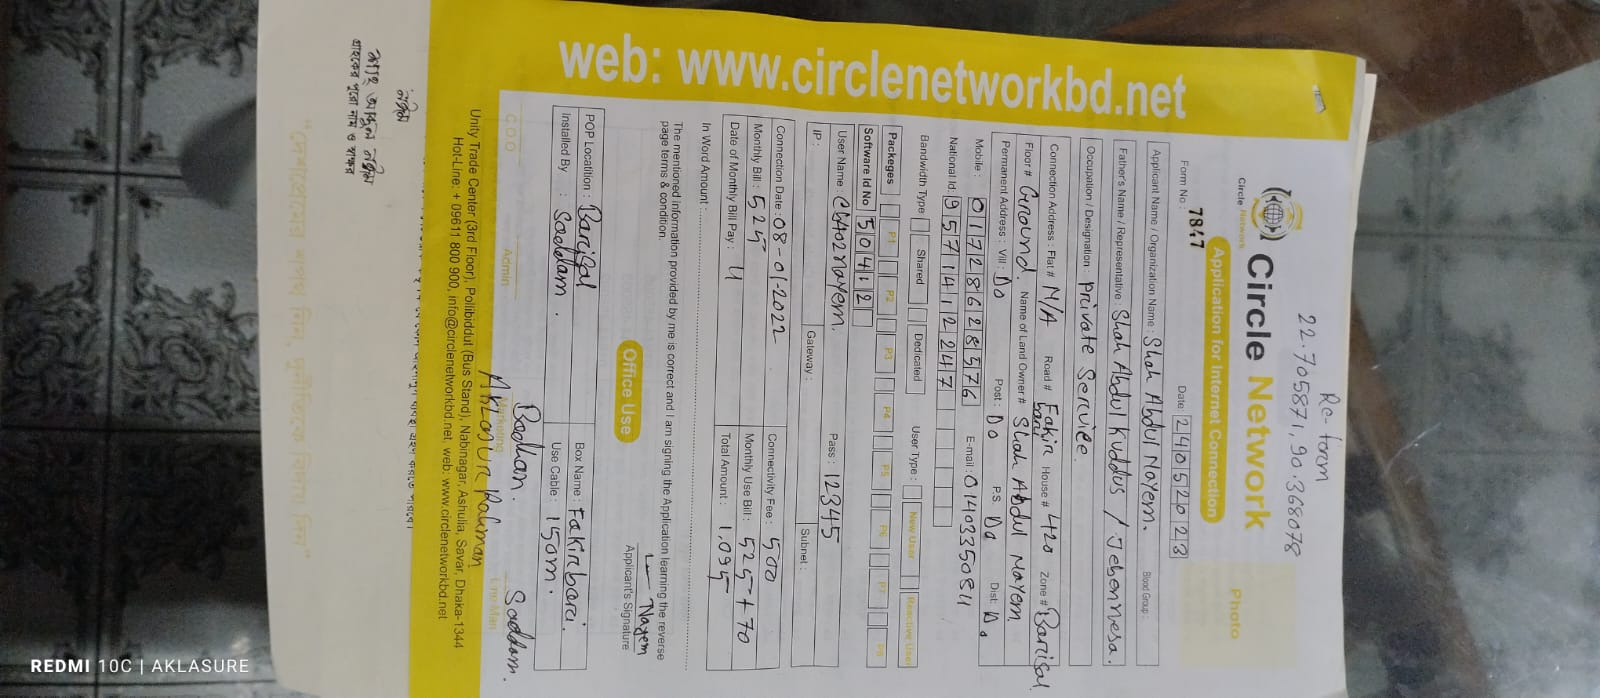 Re-form
22.705871, 90.368078
Circle Network
Circle Network
Application for Internet Connection
Photo
Form No : 7847
Date: 24052023
Applicant Name / Organization Name : Shah Abdul Nayem. Blood Group :
Father's Name / Representative : Shah Abdul Kuddus / Jebonnesa.
Occupation / Designation : private Service.
Connection Address : Flat # N/A Road # Fakir bari House # 420 Zone # Barisal
Floor # Ground. Name of Land Owner# Shah Abdul Nayem
Permanent Address : Vill : Do Post : Do P.S: Do Dist: Do
Mobile : 01728628576 E-mail :
National Id : 9571412247
Bandwidth Type Shared Dedicated User Type : New User Reactive User
Packeges P1 P2 P3 P4 P5 P6 P7 P8
Software Id No 50412
User Name : Pass : 12345
IP : Gateway : Subnet :
Connection Date : 08-01-2022 Connectivity Fee : 500
Monthly Bill : 525 Monthly Use Bill : 525+70
Date of Monthly Bill Pay : Total Amount : 1,095
In Word Amount :
The mentioned information provided by me is correct and I am signing the Application learning the reverse
page terms & condition.
Nayem
Applicant's Signature
Office Use
POP Locatition : Barisal Box Name : Fakirbari.
Installed By : Saddam. Use Cable : 150m.
Badhan. Saddam.
C.O.O Admin Marketing Line Man
Aklasur Rahman
Unity Trade Center (3rd Floor), Pollibiddut (Bus Stand), Nabinagar, Ashulia, Savar, Dhaka-1344
Hot-Line: + 09611 800 900, info@circlenetworkbd.net, web: www.circlenetworkbd.net
web: www.circlenetworkbd.net
নাঈম
শাহ্ আব্দুল নাঈম
গ্রাহকের পুরো নাম ও স্বাক্ষর
REDMI 10C | AKLASURE